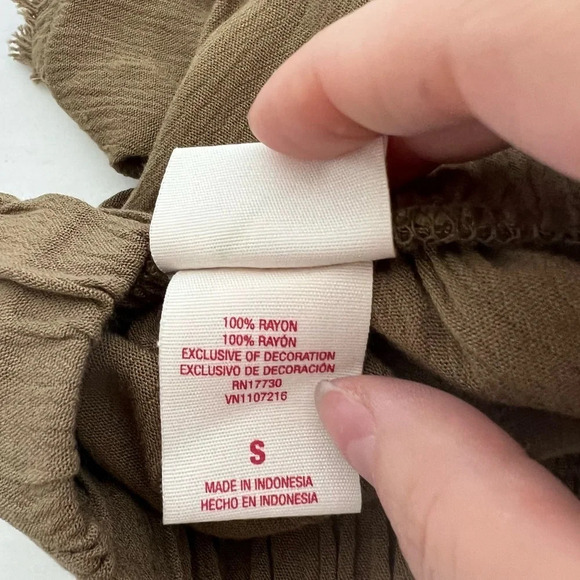 100% RAYON
100% RAYÓN
EXCLUSIVE OF DECORATION
EXCLUSIVO DE DECORACIÓN
RN17730
VN1107216
S
MADE IN INDONESIA
HECHO EN INDONESIA